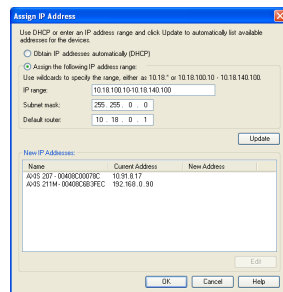 Assign IP Address
Use DHCP or enter an IP address range and click Update to automatically list available
addresses for the devices.
Obtain IP addresses automatically (DHCP)
Assign the following IP address range:
Use wildcards to specify the range, either as 10.18.* or 10.18.100.10 - 10.18.140.100.
IP range: 10.18.100.10-10.18.140.100
Subnet mask: 255 . 255 . 0 . 0
Default router: 10 . 18 . 0 . 1
Update
New IP Addresses:
Name Current Address New Address
AXIS 207 - 00408C00078C 10.91.8.17
AXIS 211M - 00408C6B3FEC 192.168.0.90
Edit
OK Cancel Help